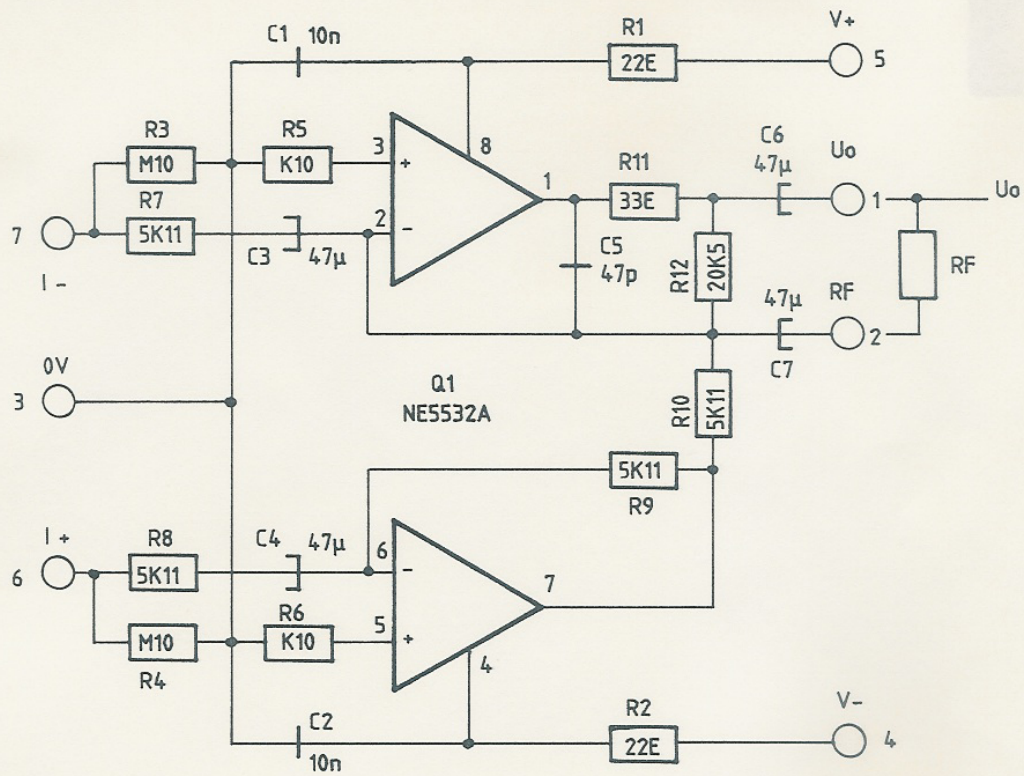 C1 10n
R1
22E
V+
5
R3
M10
R5
K10
3
+
8
C6
47µ
Uo
R7
5K11
C3 47µ
2
-
1
R11
33E
1
Uo
7
I -
C5
47p
R12
20K5
47µ
RF
2
RF
C7
0V
3
Q1
NE5532A
R10
5K11
5K11
R9
I +
6
R8
5K11
C4 47µ
6
-
7
R6
K10
5
+
M10
R4
4
C2
10n
R2
22E
V-
4